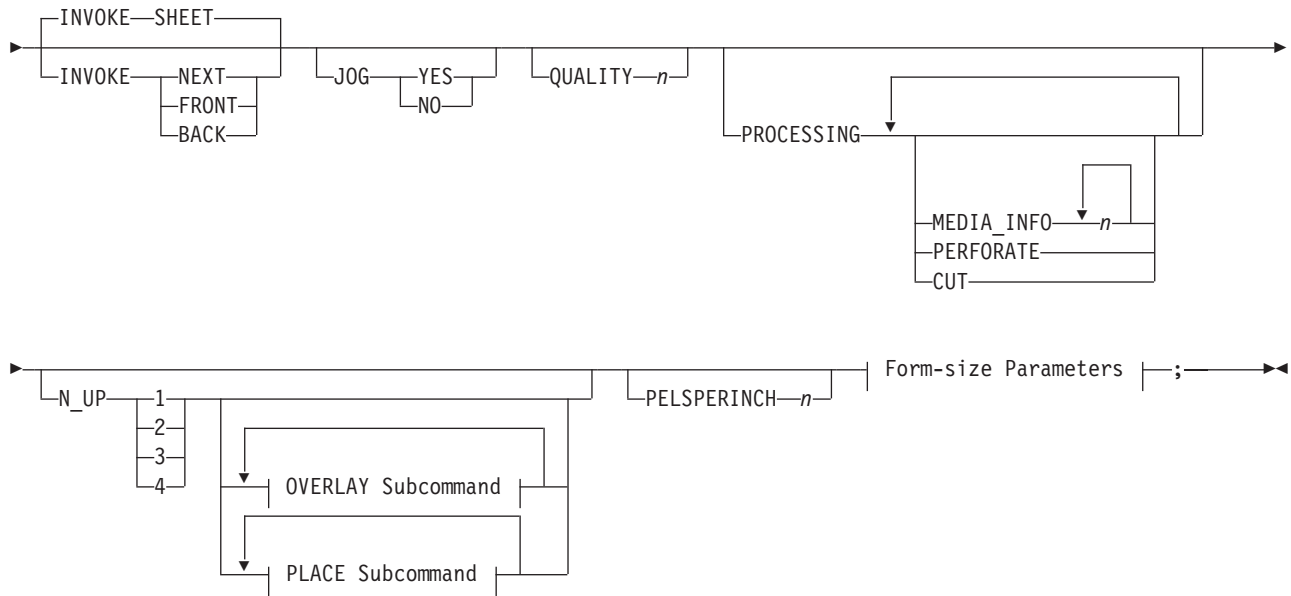 INVOKE SHEET
INVOKE NEXT
FRONT
BACK
JOG YES
NO
QUALITY n
PROCESSING
MEDIA_INFO n
PERFORATE
CUT
N_UP 1
2
3
4
OVERLAY Subcommand
PLACE Subcommand
PELSPERINCH n
Form-size Parameters ;